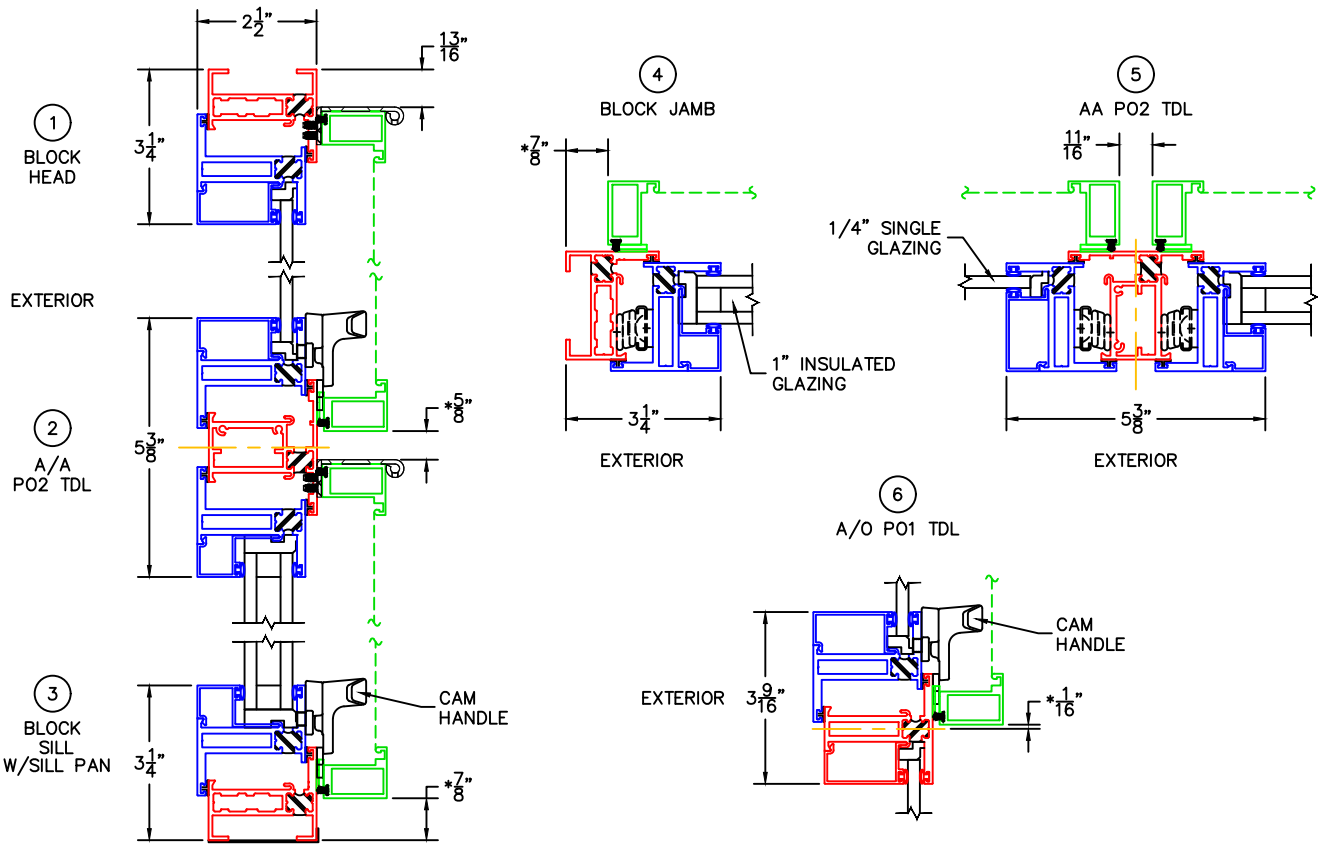 1
BLOCK
HEAD
2 1/2"
13/16
3 1/4"
EXTERIOR
2
A/A
PO2 TDL
5 3/8"
*5/8"
3
BLOCK
SILL
W/SILL PAN
3 1/4"
CAM
HANDLE
*7/8"
4
BLOCK JAMB
*7/8"
1" INSULATED
GLAZING
3 1/4"
EXTERIOR
5
AA PO2 TDL
11/16"
1/4" SINGLE
GLAZING
5 3/8"
EXTERIOR
6
A/O PO1 TDL
EXTERIOR
3 9/16"
CAM
HANDLE
*1/16"